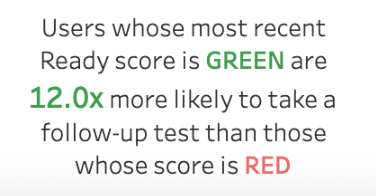 Users whose most recent
Ready score is GREEN are
12.0x more likely to take a
follow-up test than those
whose score is RED